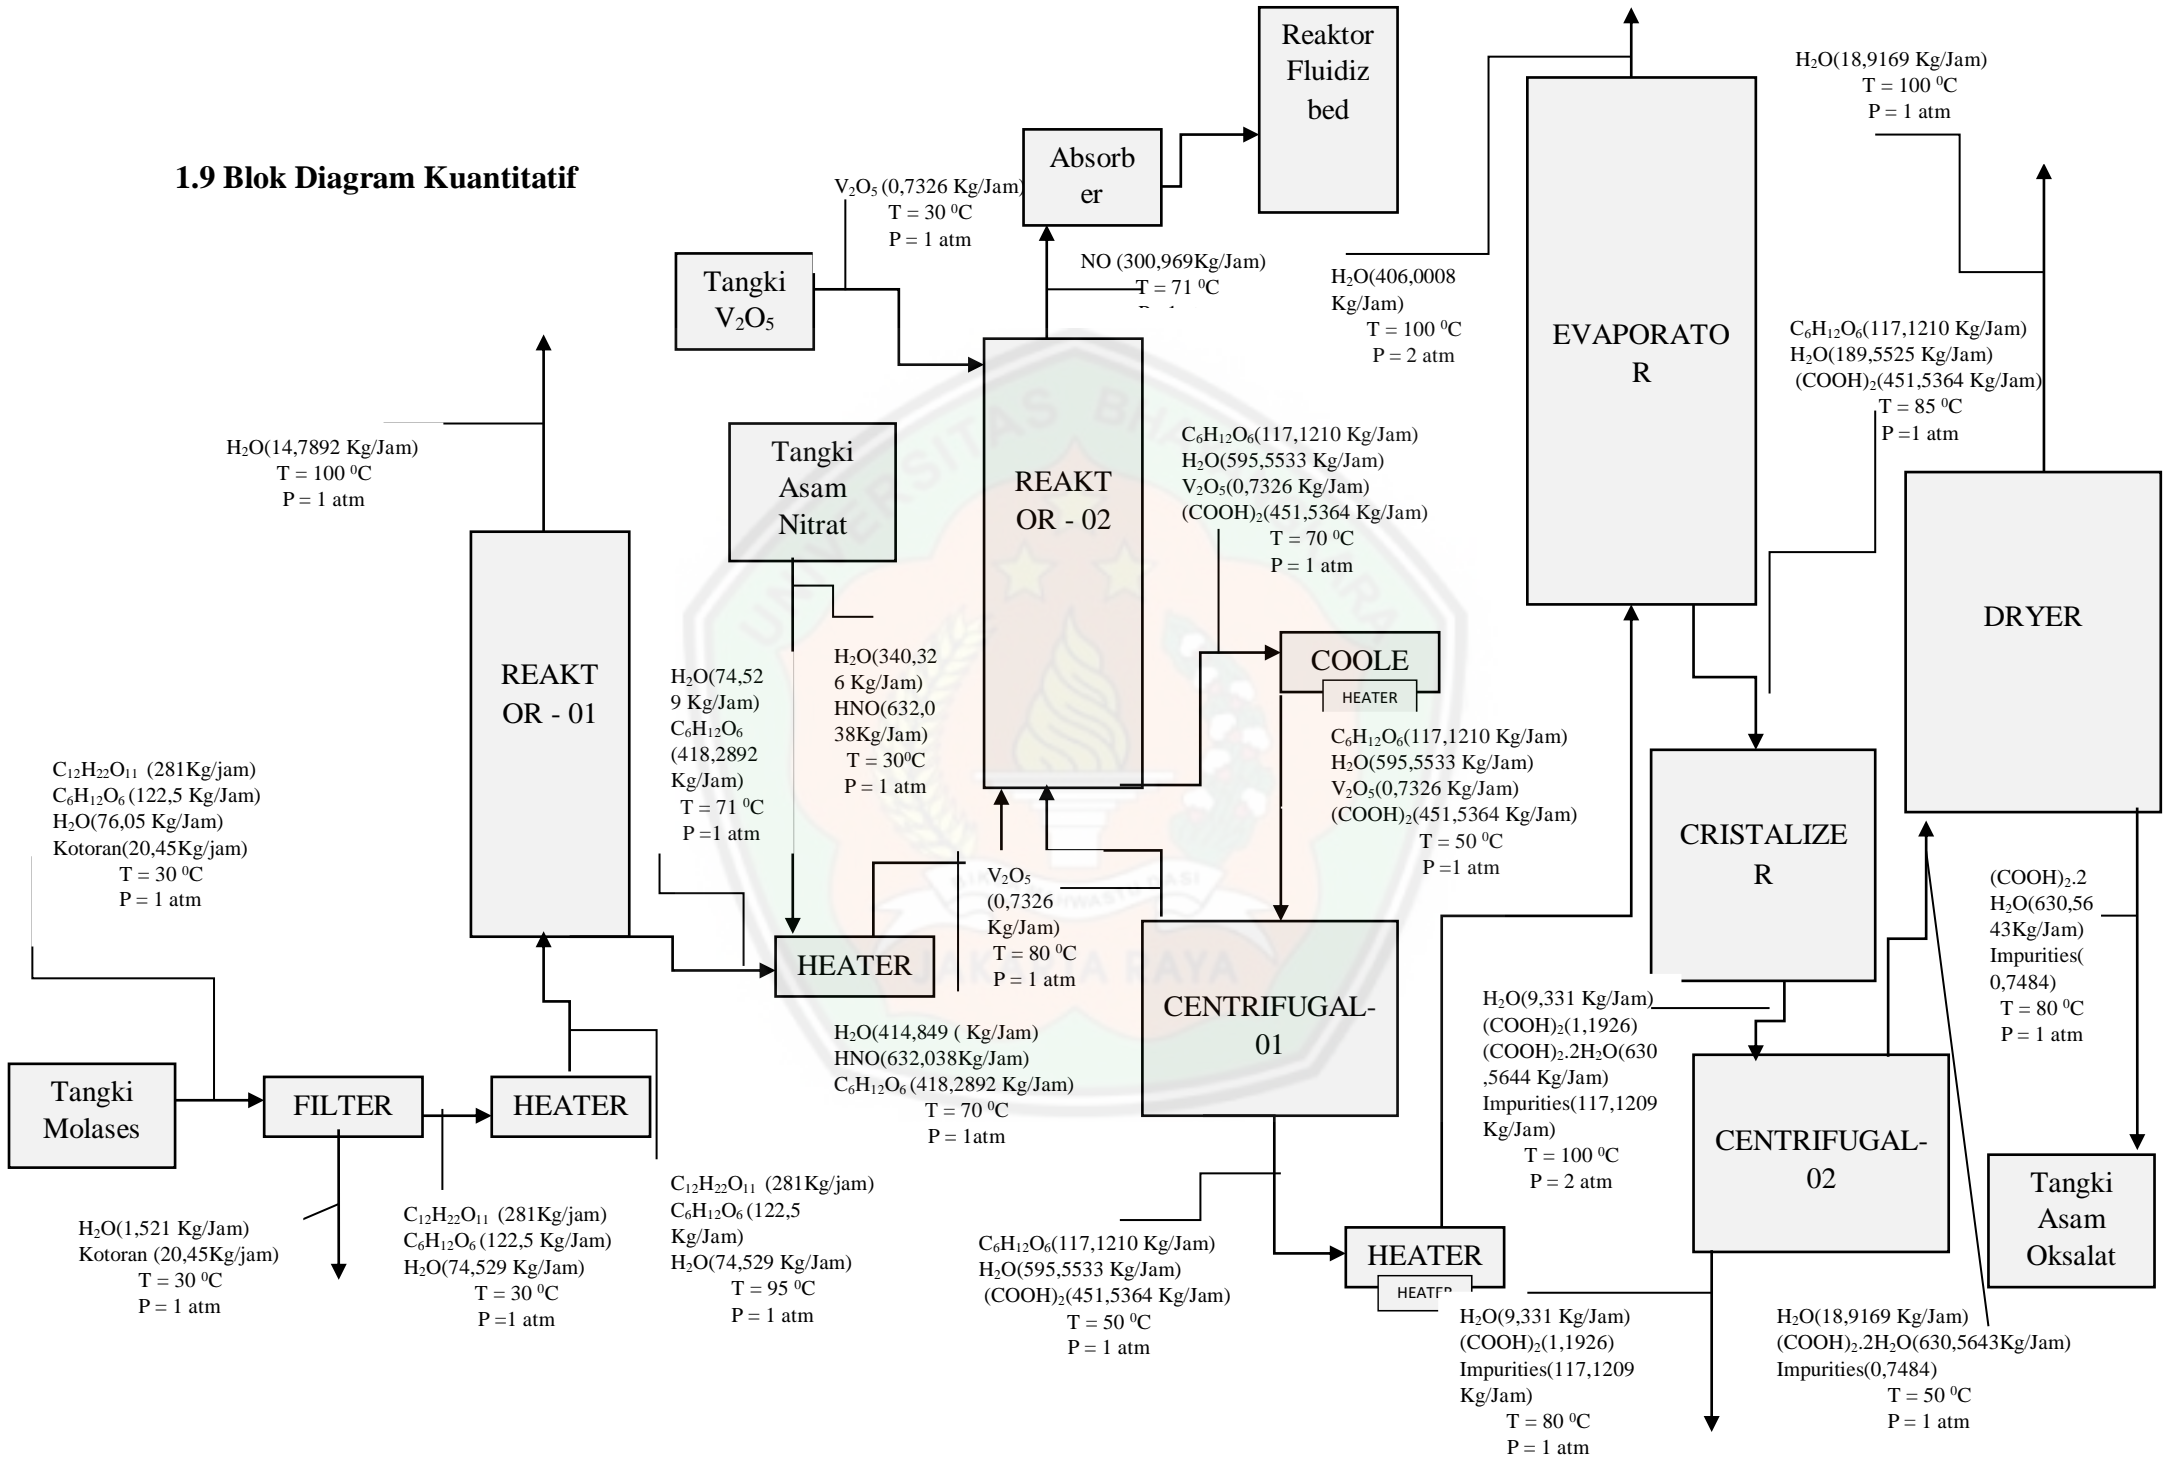 1.9 Blok Diagram Kuantitatif
Reaktor
Fluidiz
bed
Absorb
er
V₂O₅ (0,7326 Kg/Jam)
T = 30 ⁰C
P = 1 atm
Tangki
V₂O₅
NO (300,969Kg/Jam)
T = 71 ⁰C
H₂O(406,0008
Kg/Jam)
T = 100 ⁰C
P = 2 atm
EVAPORATO
R
H₂O(18,9169 Kg/Jam)
T = 100 ⁰C
P = 1 atm
C₆H₁₂O₆(117,1210 Kg/Jam)
H₂O(189,5525 Kg/Jam)
(COOH)₂(451,5364 Kg/Jam)
T = 85 ⁰C
P =1 atm
H₂O(14,7892 Kg/Jam)
T = 100 ⁰C
P = 1 atm
Tangki
Asam
Nitrat
REAKT
OR - 02
C₆H₁₂O₆(117,1210 Kg/Jam)
H₂O(595,5533 Kg/Jam)
V₂O₅(0,7326 Kg/Jam)
(COOH)₂(451,5364 Kg/Jam)
T = 70 ⁰C
P = 1 atm
REAKT
OR - 01
H₂O(74,52
9 Kg/Jam)
C₆H₁₂O₆
(418,2892
Kg/Jam)
T = 71 ⁰C
P =1 atm
H₂O(340,32
6 Kg/Jam)
HNO(632,0
38Kg/Jam)
T = 30⁰C
P = 1 atm
COOLE
HEATER
C₆H₁₂O₆(117,1210 Kg/Jam)
H₂O(595,5533 Kg/Jam)
V₂O₅(0,7326 Kg/Jam)
(COOH)₂(451,5364 Kg/Jam)
T = 50 ⁰C
P =1 atm
DRYER
C₁₂H₂₂O₁₁ (281Kg/jam)
C₆H₁₂O₆ (122,5 Kg/Jam)
H₂O(76,05 Kg/Jam)
Kotoran(20,45Kg/jam)
T = 30 ⁰C
P = 1 atm
CRISTALIZE
R
HEATER
V₂O₅
(0,7326
Kg/Jam)
T = 80 ⁰C
P = 1 atm
(COOH)₂.2
H₂O(630,56
43Kg/Jam)
Impurities(
0,7484)
T = 80 ⁰C
P = 1 atm
CENTRIFUGAL-
01
H₂O(9,331 Kg/Jam)
(COOH)₂(1,1926)
(COOH)₂.2H₂O(630
,5644 Kg/Jam)
Impurities(117,1209
Kg/Jam)
T = 100 ⁰C
P = 2 atm
H₂O(414,849 ( Kg/Jam)
HNO(632,038Kg/Jam)
C₆H₁₂O₆ (418,2892 Kg/Jam)
T = 70 ⁰C
P = 1atm
Tangki
Molases
FILTER
HEATER
CENTRIFUGAL-
02
Tangki
Asam
Oksalat
H₂O(1,521 Kg/Jam)
Kotoran (20,45Kg/jam)
T = 30 ⁰C
P = 1 atm
C₁₂H₂₂O₁₁ (281Kg/jam)
C₆H₁₂O₆ (122,5 Kg/Jam)
H₂O(74,529 Kg/Jam)
T = 30 ⁰C
P =1 atm
C₁₂H₂₂O₁₁ (281Kg/jam)
C₆H₁₂O₆ (122,5
Kg/Jam)
H₂O(74,529 Kg/Jam)
T = 95 ⁰C
P = 1 atm
C₆H₁₂O₆(117,1210 Kg/Jam)
H₂O(595,5533 Kg/Jam)
(COOH)₂(451,5364 Kg/Jam)
T = 50 ⁰C
P = 1 atm
HEATER
HEATER
H₂O(9,331 Kg/Jam)
(COOH)₂(1,1926)
Impurities(117,1209
Kg/Jam)
T = 80 ⁰C
P = 1 atm
H₂O(18,9169 Kg/Jam)
(COOH)₂.2H₂O(630,5643Kg/Jam)
Impurities(0,7484)
T = 50 ⁰C
P = 1 atm
UNIVERSITAS BHAYANGKARA
JAKARTA RAYA